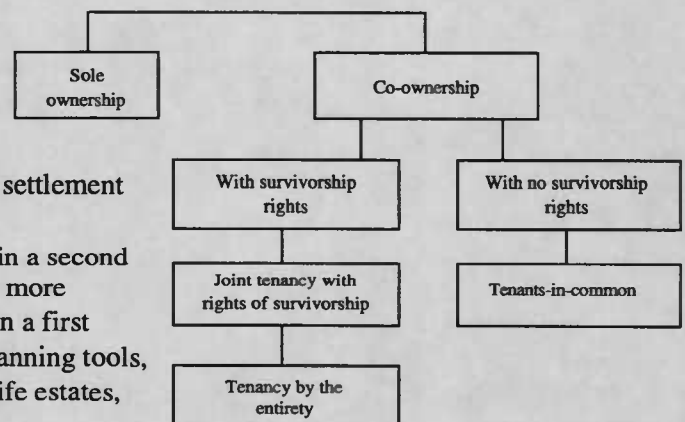 Sole
ownership
Co-ownership
With survivorship
rights
With no survivorship
rights
Joint tenancy with
rights of survivorship
Tenants-in-common
Tenancy by the
entirety
settlement
in a second
more
n a first
anning tools,
ife estates,